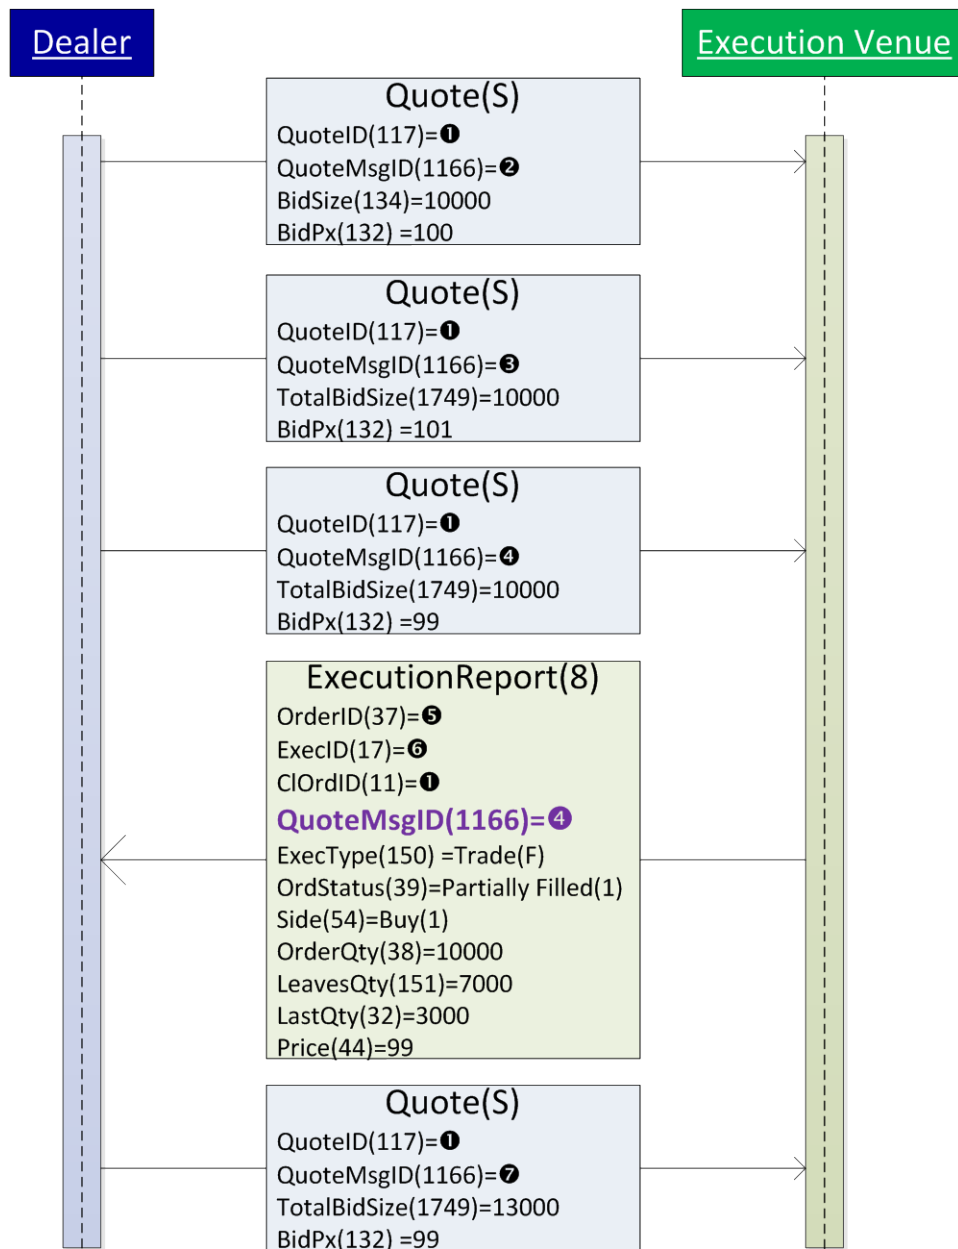 Dealer
Execution Venue
Quote(S)
QuoteID(117)=❶
QuoteMsgID(1166)=❷
BidSize(134)=10000
BidPx(132) =100
Quote(S)
QuoteID(117)=❶
QuoteMsgID(1166)=❸
TotalBidSize(1749)=10000
BidPx(132) =101
Quote(S)
QuoteID(117)=❶
QuoteMsgID(1166)=❹
TotalBidSize(1749)=10000
BidPx(132) =99
ExecutionReport(8)
OrderID(37)=❺
ExecID(17)=❻
ClOrdID(11)=❶
QuoteMsgID(1166)=❹
ExecType(150) =Trade(F)
OrdStatus(39)=Partially Filled(1)
Side(54)=Buy(1)
OrderQty(38)=10000
LeavesQty(151)=7000
LastQty(32)=3000
Price(44)=99
Quote(S)
QuoteID(117)=❶
QuoteMsgID(1166)=❼
TotalBidSize(1749)=13000
BidPx(132) =99